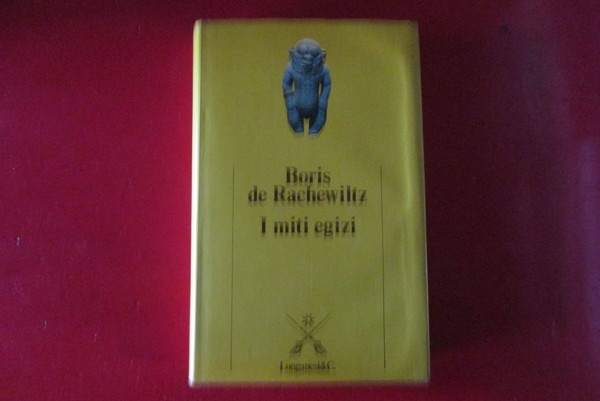 Boris
de Rachewiltz
I miti egizi
Longanesi & C.